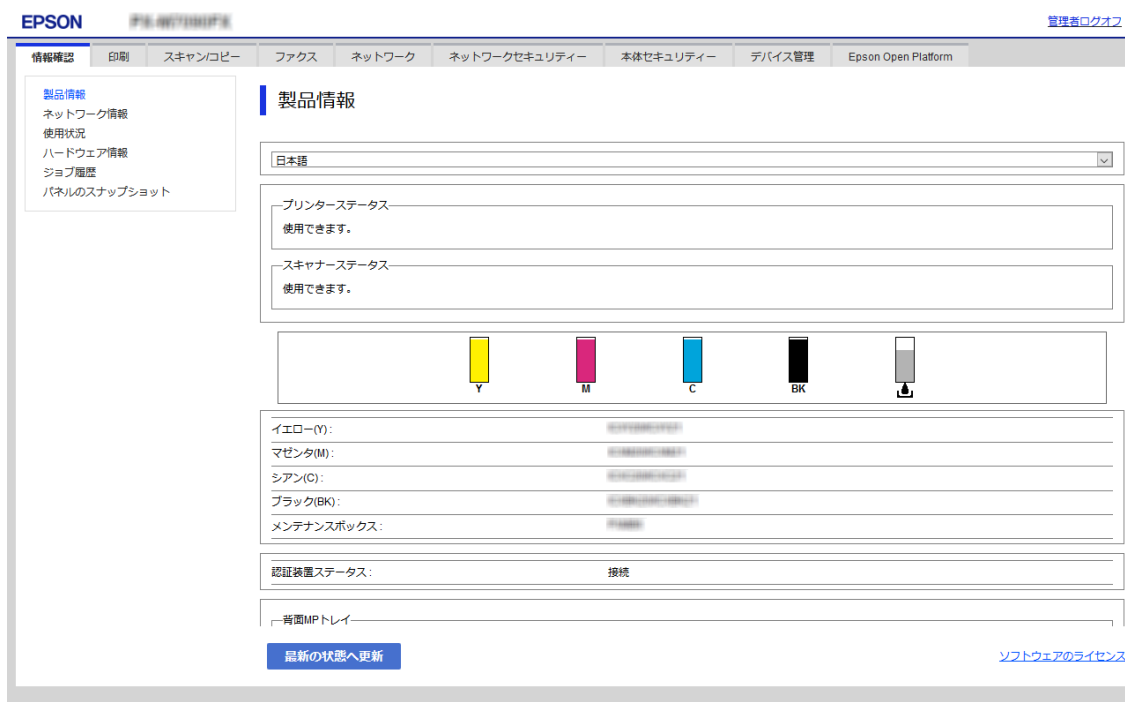 EPSON
管理者ログオフ
情報確認 印刷 スキャン/コピー ファクス ネットワーク ネットワークセキュリティー 本体セキュリティー デバイス管理 Epson Open Platform
製品情報
ネットワーク情報
使用状況
ハードウェア情報
ジョブ履歴
パネルのスナップショット
製品情報
日本語
プリンターステータス
使用できます。
スキャナーステータス
使用できます。
Y M C BK
イエロー(Y) :
マゼンタ(M) :
シアン(C) :
ブラック(BK) :
メンテナンスボックス :
認証装置ステータス : 接続
背面MPトレイ
最新の状態へ更新
ソフトウェアのライセンス